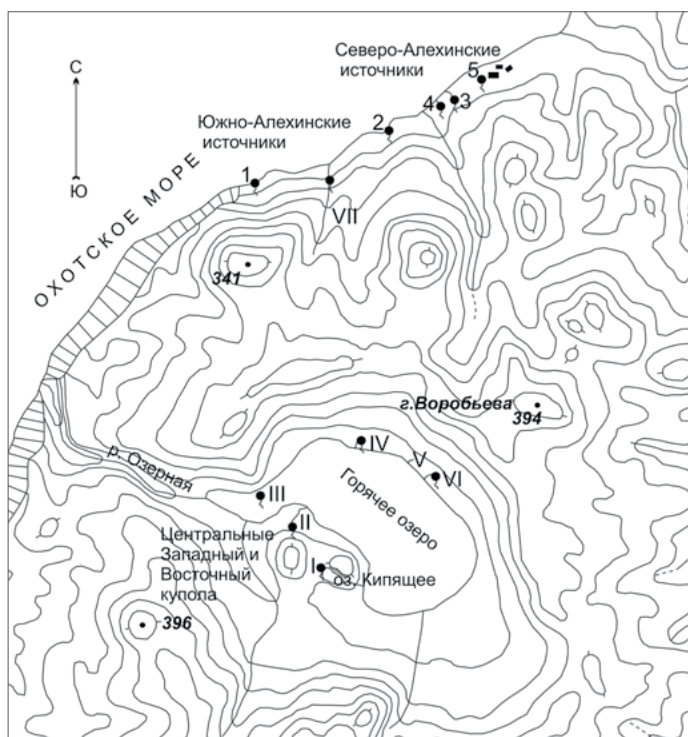 Северо-Алехинские
источники
С
5
4
3
Южно-Алехинские
источники
2
Ю
1
VII
ОХОТСКОЕ МОРЕ
341
г.Воробьева
394
IV
V
VI
р. Озерная
III
Горячее озеро
II
Центральные
Западный и
Восточный
купола
I
оз. Кипящее
396